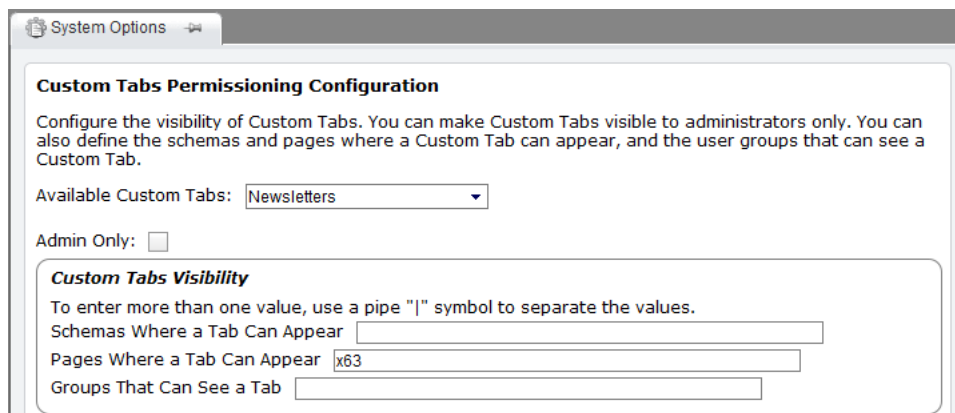 System Options
Custom Tabs Permissioning Configuration
Configure the visibility of Custom Tabs. You can make Custom Tabs visible to administrators only. You can
also define the schemas and pages where a Custom Tab can appear, and the user groups that can see a
Custom Tab.
Available Custom Tabs: Newsletters
Admin Only:
Custom Tabs Visibility
To enter more than one value, use a pipe "|" symbol to separate the values.
Schemas Where a Tab Can Appear
Pages Where a Tab Can Appear x63
Groups That Can See a Tab